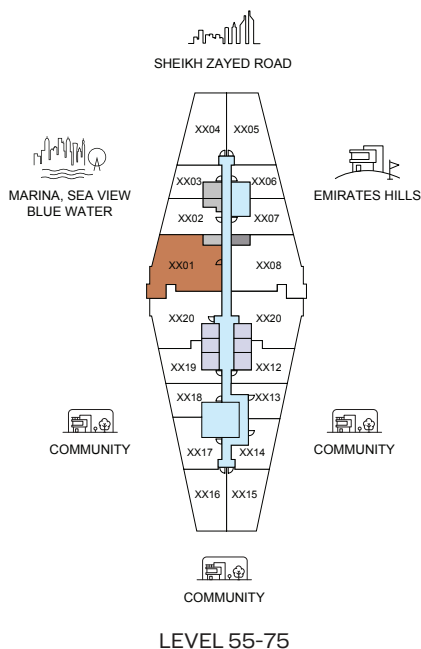 SHEIKH ZAYED ROAD
XX04 XX05
MARINA, SEA VIEW
BLUE WATER
XX03 XX06
EMIRATES HILLS
XX02 XX07
XX01 XX08
XX20 XX20
XX19 XX12
XX18 XX13
COMMUNITY
COMMUNITY
XX17 XX14
XX16 XX15
COMMUNITY
LEVEL 55-75